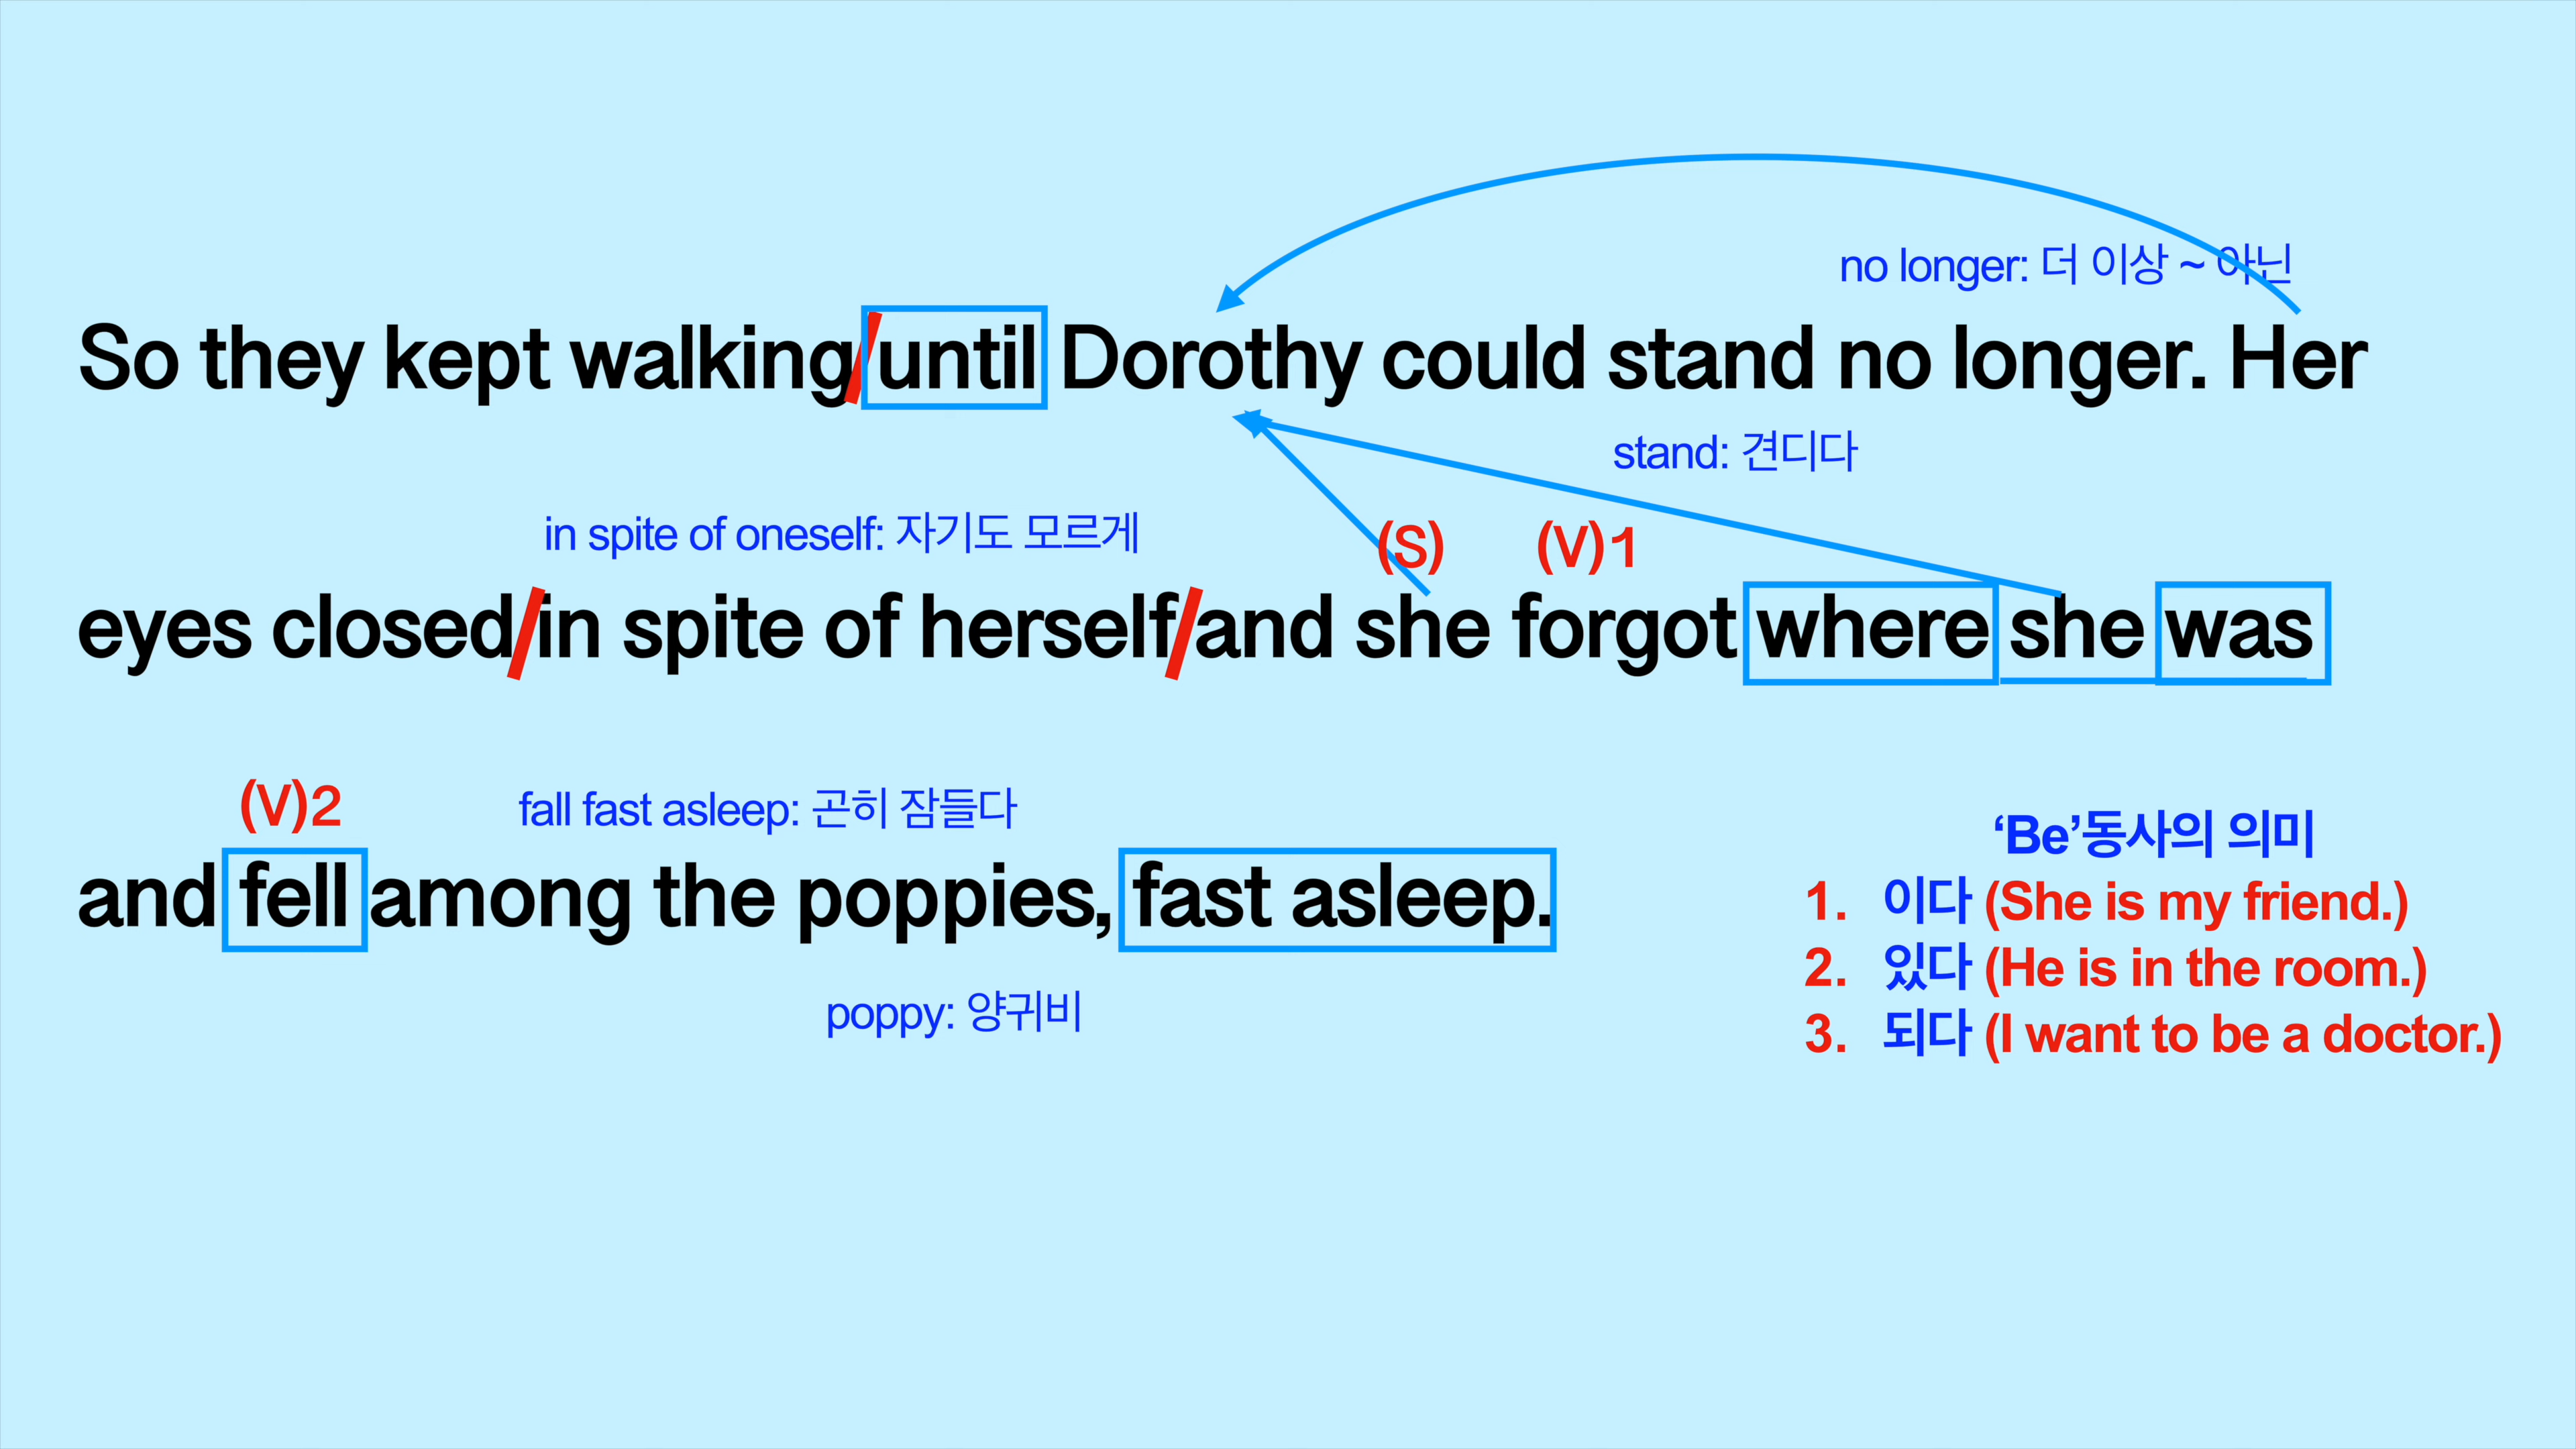 no longer: 더 이상 ~ 아닌
So they kept walking/until Dorothy could stand no longer. Her
stand: 견디다
in spite of oneself: 자기도 모르게 (S) (V)1
eyes closed/in spite of herself/and she forgot where she was
(V)2 fall fast asleep: 곤히 잠들다
and fell among the poppies, fast asleep.
poppy: 양귀비
‘Be’동사의 의미
1. 이다 (She is my friend.)
2. 있다 (He is in the room.)
3. 되다 (I want to be a doctor.)